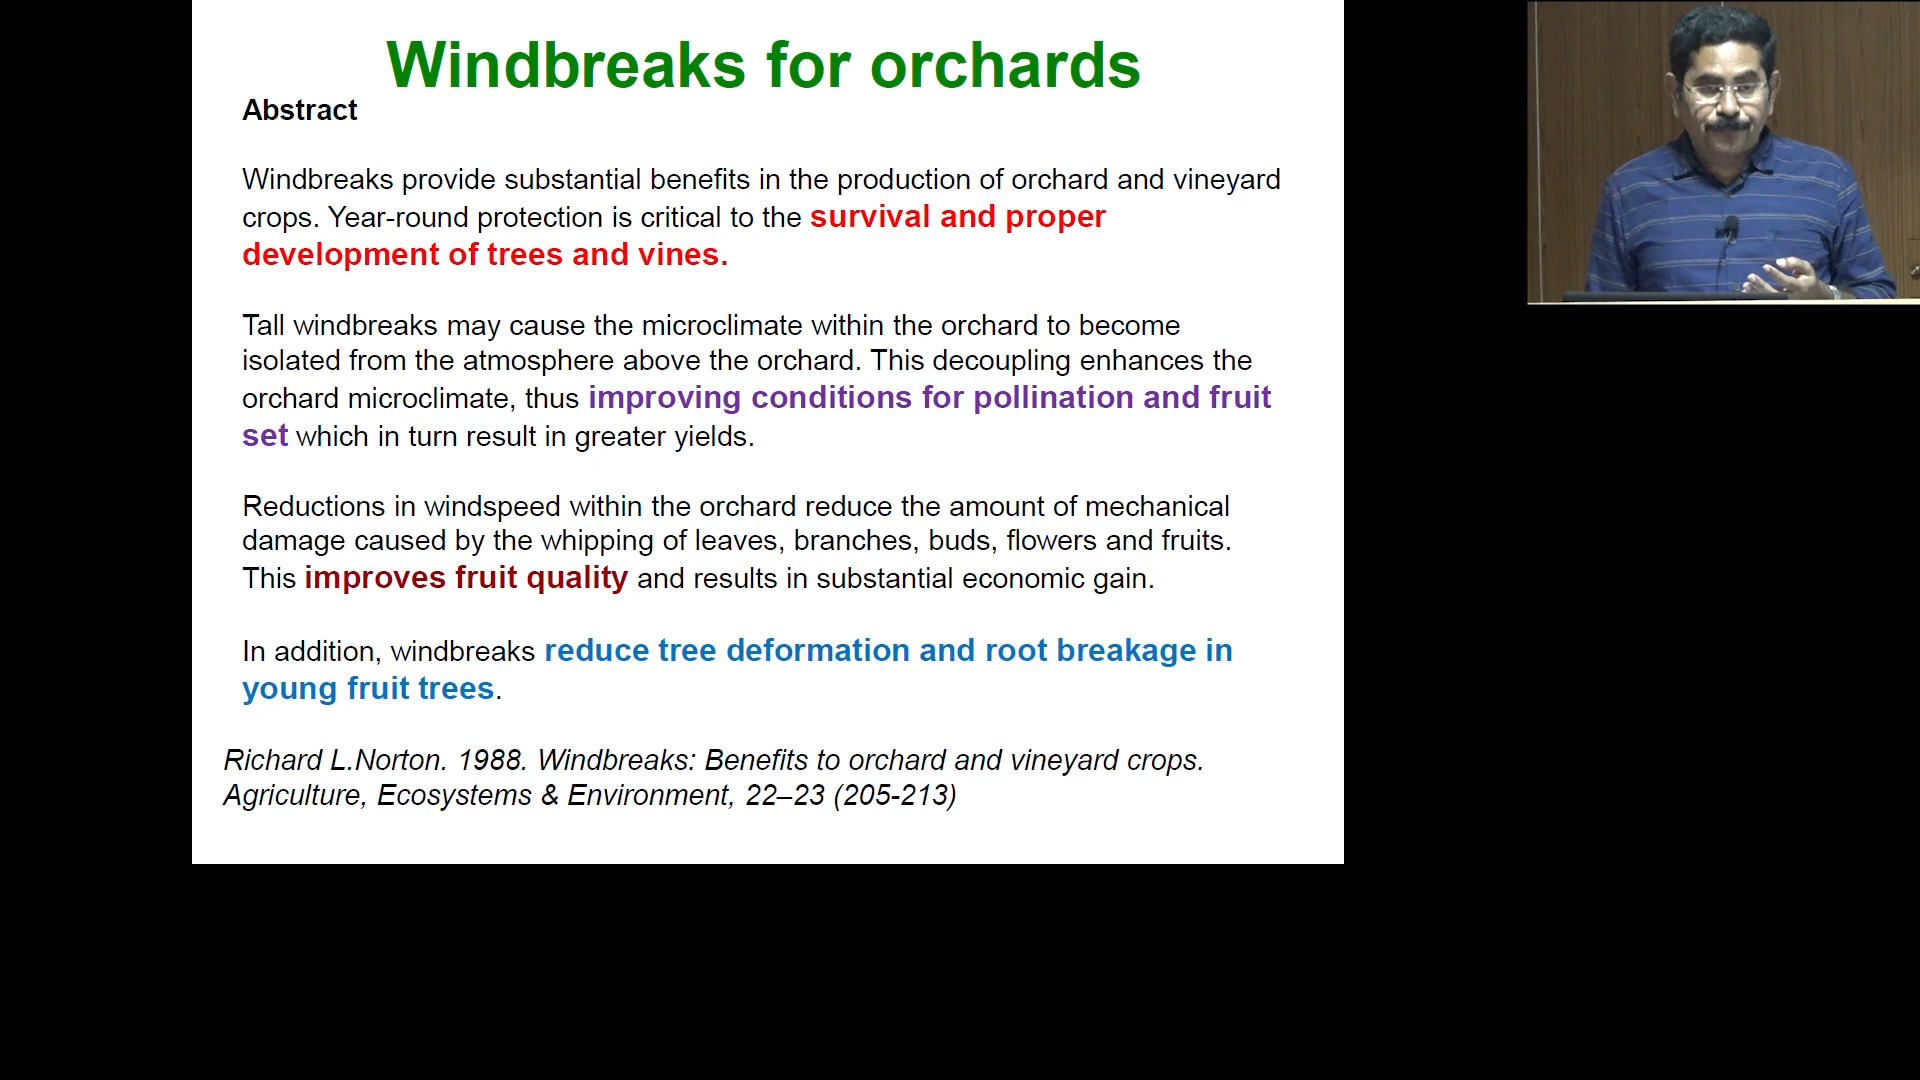 Windbreaks for orchards
Abstract
Windbreaks provide substantial benefits in the production of orchard and vineyard
crops. Year-round protection is critical to the survival and proper
development of trees and vines.
Tall windbreaks may cause the microclimate within the orchard to become
isolated from the atmosphere above the orchard. This decoupling enhances the
orchard microclimate, thus improving conditions for pollination and fruit
set which in turn result in greater yields.
Reductions in windspeed within the orchard reduce the amount of mechanical
damage caused by the whipping of leaves, branches, buds, flowers and fruits.
This improves fruit quality and results in substantial economic gain.
In addition, windbreaks reduce tree deformation and root breakage in
young fruit trees.
Richard L.Norton. 1988. Windbreaks: Benefits to orchard and vineyard crops.
Agriculture, Ecosystems & Environment, 22–23 (205-213)